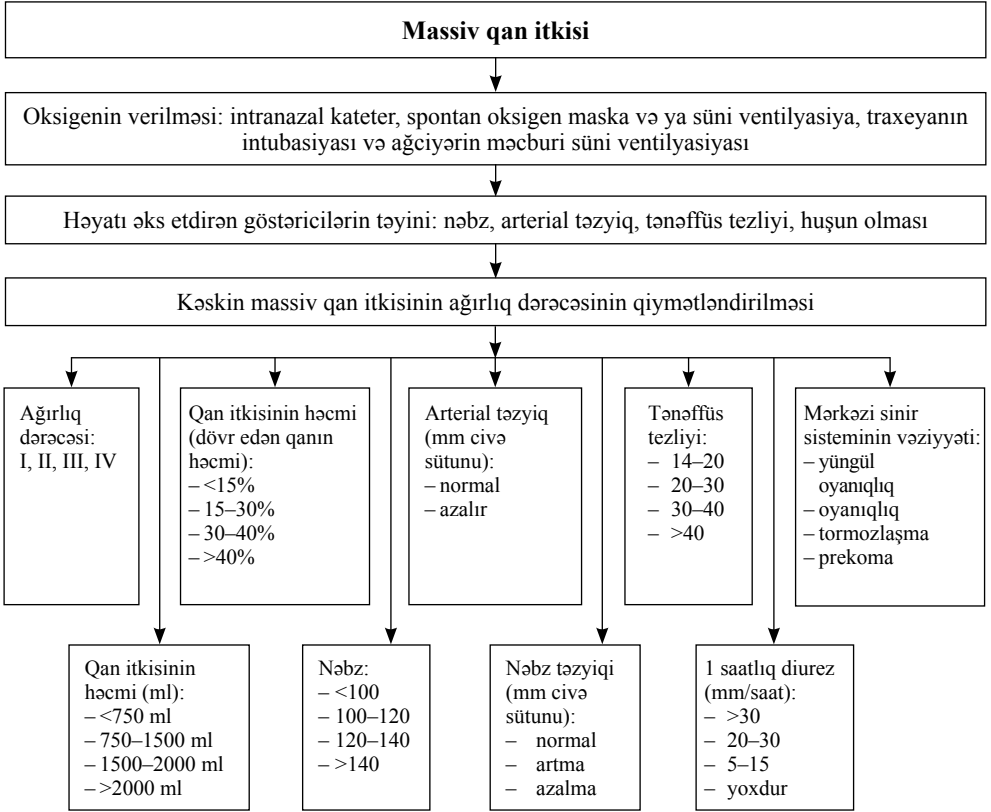 Massiv qan itkisi
Oksigenin verilməsi: intranazal kateter, spontan oksigen maska və ya süni ventilyasiya, traxeyanın
intubasiyası və ağciyərin məcburi süni ventilyasiyası
Həyatı əks etdirən göstəricilərin təyini: nəbz, arterial təzyiq, tənəffüs tezliyi, huşun olması
Kəskin massiv qan itkisinin ağırlıq dərəcəsinin qiymətləndirilməsi
Ağırlıq
dərəcəsi:
I, II, III, IV
Qan itkisinin həcmi
(dövr edən qanın
həcmi):
– <15%
– 15–30%
– 30–40%
– >40%
Arterial təzyiq
(mm civə
sütunu):
– normal
– azalır
Tənəffüs
tezliyi:
– 14–20
– 20–30
– 30–40
– >40
Mərkəzi sinir
sisteminin vəziyyəti:
– yüngül
oyanıqlıq
– oyanıqlıq
– tormozlaşma
– prekoma
Qan itkisinin
həcmi (ml):
– <750 ml
– 750–1500 ml
– 1500–2000 ml
– >2000 ml
Nəbz:
– <100
– 100–120
– 120–140
– >140
Nəbz təzyiqi
(mm civə
sütunu):
– normal
– artma
– azalma
1 saatlıq diurez
(mm/saat):
– >30
– 20–30
– 5–15
– yoxdur